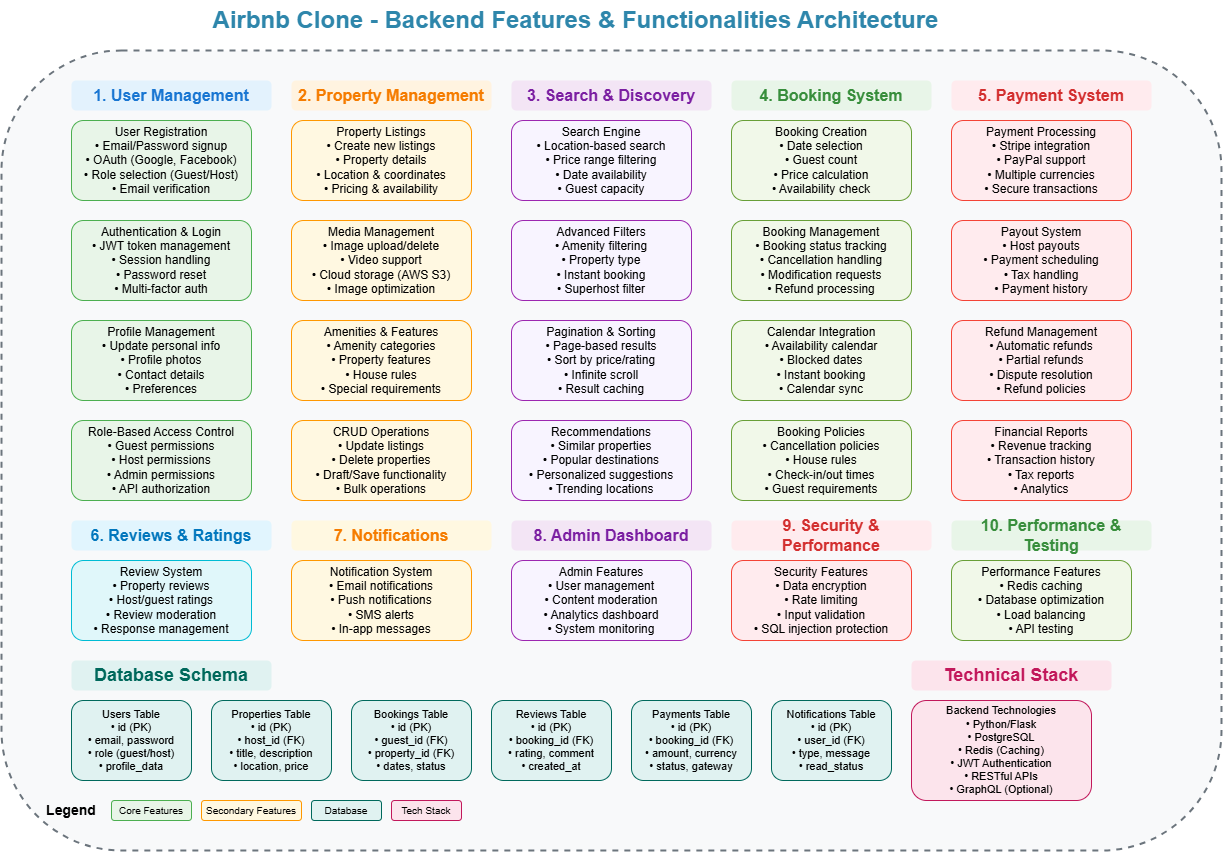 Airbnb Clone - Backend Features & Functionalities Architecture
1. User Management
User Registration
• Email/Password signup
• OAuth (Google, Facebook)
• Role selection (Guest/Host)
• Email verification
Authentication & Login
• JWT token management
• Session handling
• Password reset
• Multi-factor auth
Profile Management
• Update personal info
• Profile photos
• Contact details
• Preferences
Role-Based Access Control
• Guest permissions
• Host permissions
• Admin permissions
• API authorization
2. Property Management
Property Listings
• Create new listings
• Property details
• Location & coordinates
• Pricing & availability
Media Management
• Image upload/delete
• Video support
• Cloud storage (AWS S3)
• Image optimization
Amenities & Features
• Amenity categories
• Property features
• House rules
• Special requirements
CRUD Operations
• Update listings
• Delete properties
• Draft/Save functionality
• Bulk operations
3. Search & Discovery
Search Engine
• Location-based search
• Price range filtering
• Date availability
• Guest capacity
Advanced Filters
• Amenity filtering
• Property type
• Instant booking
• Superhost filter
Pagination & Sorting
• Page-based results
• Sort by price/rating
• Infinite scroll
• Result caching
Recommendations
• Similar properties
• Popular destinations
• Personalized suggestions
• Trending locations
4. Booking System
Booking Creation
• Date selection
• Guest count
• Price calculation
• Availability check
Booking Management
• Booking status tracking
• Cancellation handling
• Modification requests
• Refund processing
Calendar Integration
• Availability calendar
• Blocked dates
• Instant booking
• Calendar sync
Booking Policies
• Cancellation policies
• House rules
• Check-in/out times
• Guest requirements
5. Payment System
Payment Processing
• Stripe integration
• PayPal support
• Multiple currencies
• Secure transactions
Payout System
• Host payouts
• Payment scheduling
• Tax handling
• Payment history
Refund Management
• Automatic refunds
• Partial refunds
• Dispute resolution
• Refund policies
Financial Reports
• Revenue tracking
• Transaction history
• Tax reports
• Analytics
6. Reviews & Ratings
Review System
• Property reviews
• Host/guest ratings
• Review moderation
• Response management
7. Notifications
Notification System
• Email notifications
• Push notifications
• SMS alerts
• In-app messages
8. Admin Dashboard
Admin Features
• User management
• Content moderation
• Analytics dashboard
• System monitoring
9. Security &
Performance
Security Features
• Data encryption
• Rate limiting
• Input validation
• SQL injection protection
10. Performance &
Testing
Performance Features
• Redis caching
• Database optimization
• Load balancing
• API testing
Database Schema
Users Table
• id (PK)
• email, password
• role (guest/host)
• profile_data
Properties Table
• id (PK)
• host_id (FK)
• title, description
• location, price
Bookings Table
• id (PK)
• guest_id (FK)
• property_id (FK)
• dates, status
Reviews Table
• id (PK)
• booking_id (FK)
• rating, comment
• created_at
Payments Table
• id (PK)
• booking_id (FK)
• amount, currency
• status, gateway
Notifications Table
• id (PK)
• user_id (FK)
• type, message
• read_status
Technical Stack
Backend Technologies
• Python/Flask
• PostgreSQL
• Redis (Caching)
• JWT Authentication
• RESTful APIs
• GraphQL (Optional)
Legend
Core Features
Secondary Features
Database
Tech Stack